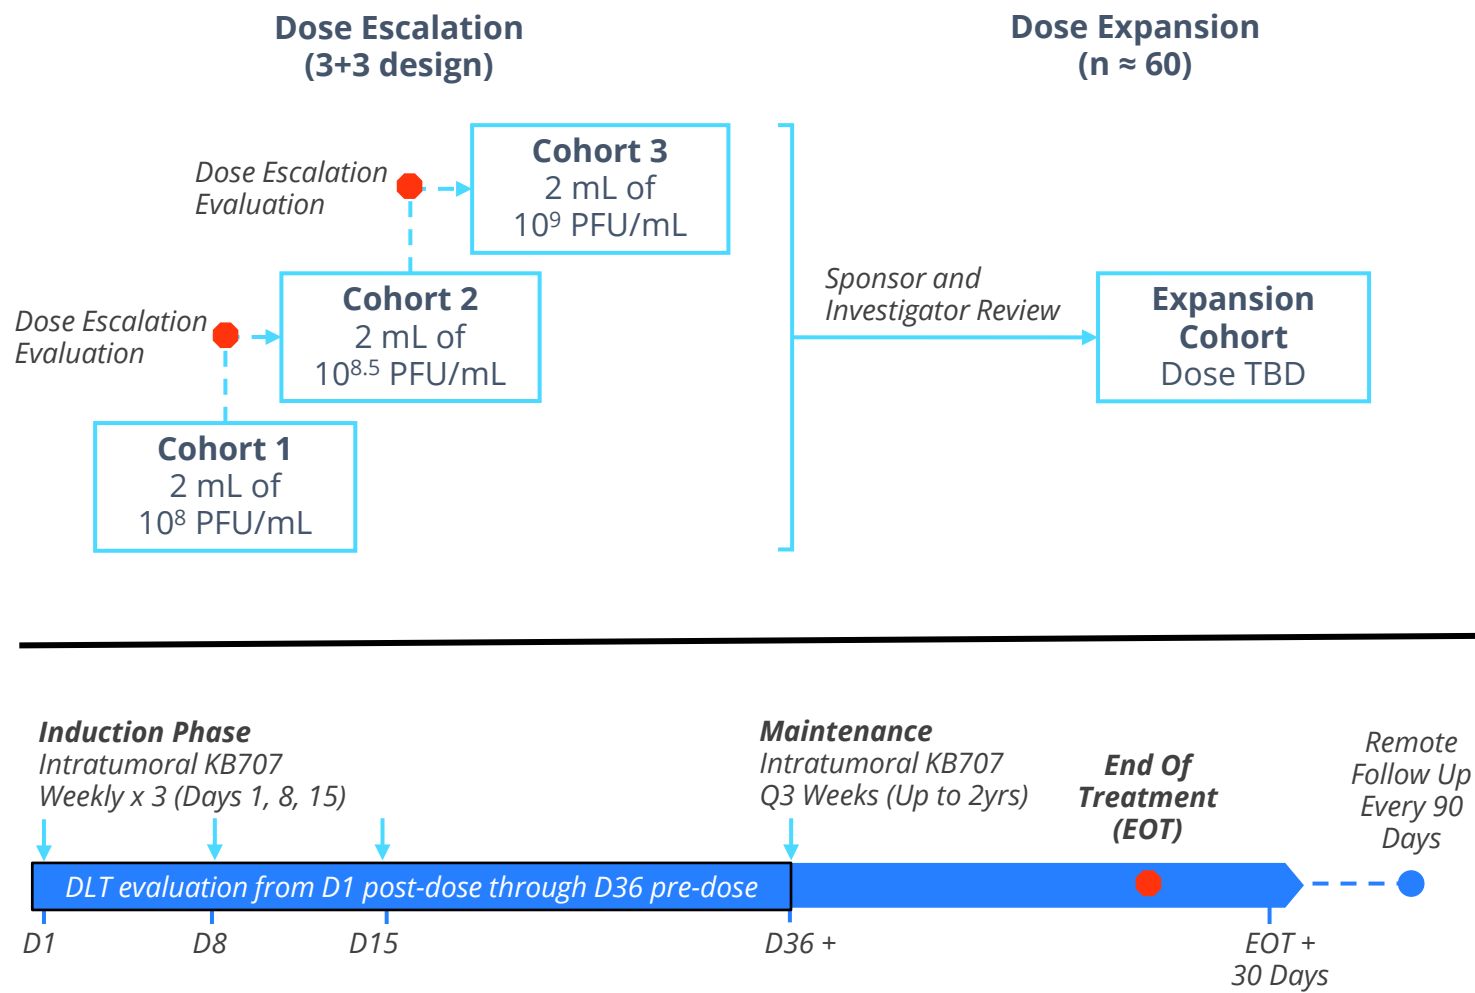 Dose Escalation
(3+3 design)
Dose Expansion
(n ≈ 60)
Cohort 3
2 mL of
10⁹ PFU/mL
Dose Escalation
Evaluation
Cohort 2
2 mL of
10⁸·⁵ PFU/mL
Dose Escalation
Evaluation
Cohort 1
2 mL of
10⁸ PFU/mL
Sponsor and
Investigator Review
Expansion
Cohort
Dose TBD
Induction Phase
Intratumoral KB707
Weekly x 3 (Days 1, 8, 15)
Maintenance
Intratumoral KB707
Q3 Weeks (Up to 2yrs)
End Of
Treatment
(EOT)
Remote
Follow Up
Every 90
Days
DLT evaluation from D1 post-dose through D36 pre-dose
D1
D8
D15
D36 +
EOT +
30 Days